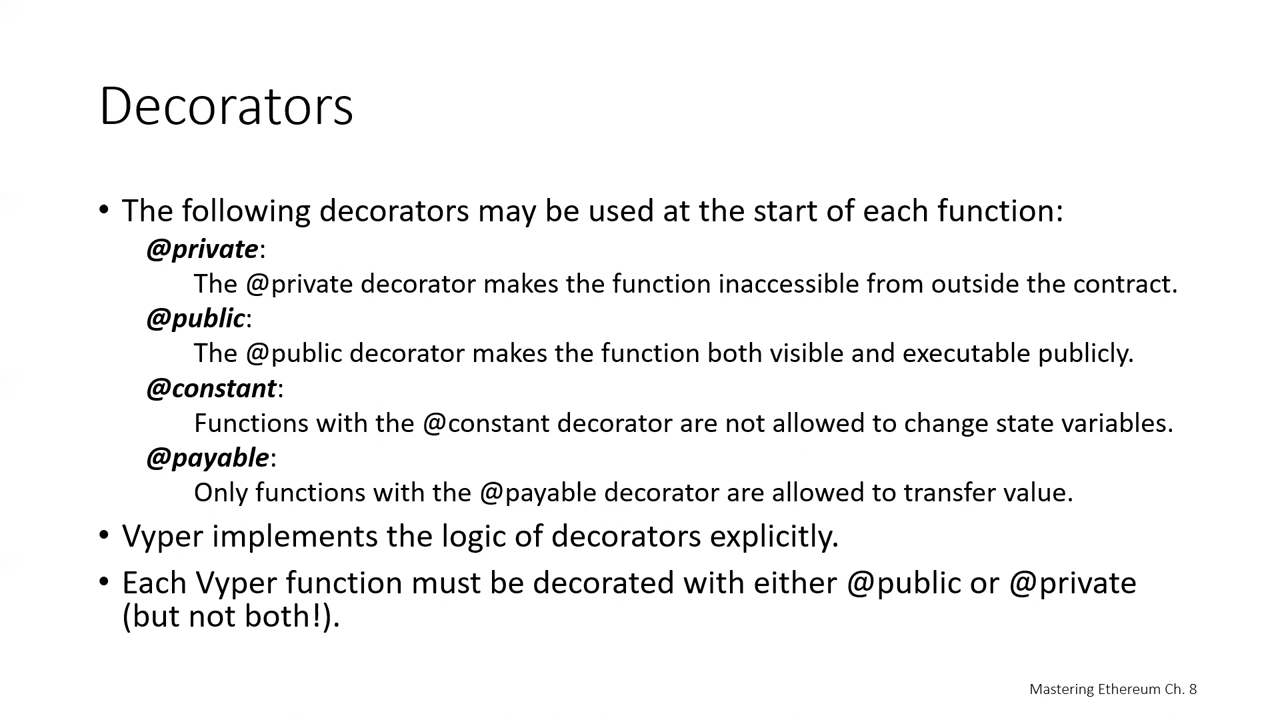 Decorators
• The following decorators may be used at the start of each function:
@private:
The @private decorator makes the function inaccessible from outside the contract.
@public:
The @public decorator makes the function both visible and executable publicly.
@constant:
Functions with the @constant decorator are not allowed to change state variables.
@payable:
Only functions with the @payable decorator are allowed to transfer value.
• Vyper implements the logic of decorators explicitly.
• Each Vyper function must be decorated with either @public or @private
(but not both!).
Mastering Ethereum Ch. 8